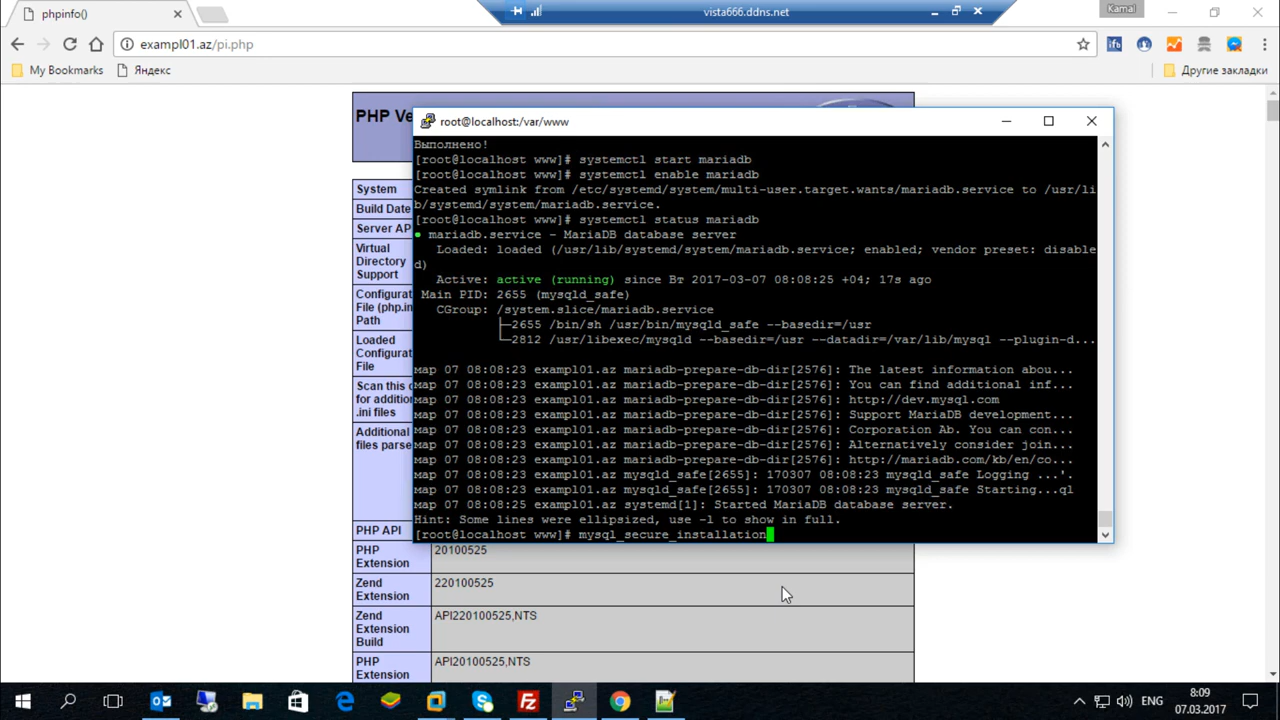 phpinfo()
vista666.ddns.net
Kamal
exampl01.az/pi.php
My Bookmarks
Яндекс
Другие закладки
PHP Ve
root@localhost:/var/www
Выполнено!
[root@localhost www]# systemctl start mariadb
[root@localhost www]# systemctl enable mariadb
Created symlink from /etc/systemd/system/multi-user.target.wants/mariadb.service to /usr/li
b/systemd/system/mariadb.service.
[root@localhost www]# systemctl status mariadb
● mariadb.service - MariaDB database server
Loaded: loaded (/usr/lib/systemd/system/mariadb.service; enabled; vendor preset: disable
d)
Active: active (running) since Вт 2017-03-07 08:08:25 +04; 17s ago
Main PID: 2655 (mysqld_safe)
CGroup: /system.slice/mariadb.service
├─2655 /bin/sh /usr/bin/mysqld_safe --basedir=/usr
└─2812 /usr/libexec/mysqld --basedir=/usr --datadir=/var/lib/mysql --plugin-d...
мар 07 08:08:23 exampl01.az mariadb-prepare-db-dir[2576]: The latest information abou...
мар 07 08:08:23 exampl01.az mariadb-prepare-db-dir[2576]: You can find additional inf...
мар 07 08:08:23 exampl01.az mariadb-prepare-db-dir[2576]: http://dev.mysql.com
мар 07 08:08:23 exampl01.az mariadb-prepare-db-dir[2576]: Support MariaDB development...
мар 07 08:08:23 exampl01.az mariadb-prepare-db-dir[2576]: Corporation Ab. You can con...
мар 07 08:08:23 exampl01.az mariadb-prepare-db-dir[2576]: Alternatively consider join...
мар 07 08:08:23 exampl01.az mariadb-prepare-db-dir[2576]: http://mariadb.com/kb/en/co...
мар 07 08:08:23 exampl01.az mysqld_safe[2655]: 170307 08:08:23 mysqld_safe Logging ...'.
мар 07 08:08:23 exampl01.az mysqld_safe[2655]: 170307 08:08:23 mysqld_safe Starting...ql
мар 07 08:08:25 exampl01.az systemd[1]: Started MariaDB database server.
Hint: Some lines were ellipsized, use -l to show in full.
[root@localhost www]# mysql_secure_installation
System
Build Date
Server AP
Virtual
Directory
Support
Configurat
File (php.in
Path
Loaded
Configurat
File
Scan this d
for addition
.ini files
Additional
files parse
PHP API
PHP
Extension
20100525
Zend
Extension
220100525
Zend
Extension
Build
API220100525,NTS
PHP
Extension
API20100525,NTS
ENG
8:09
07.03.2017